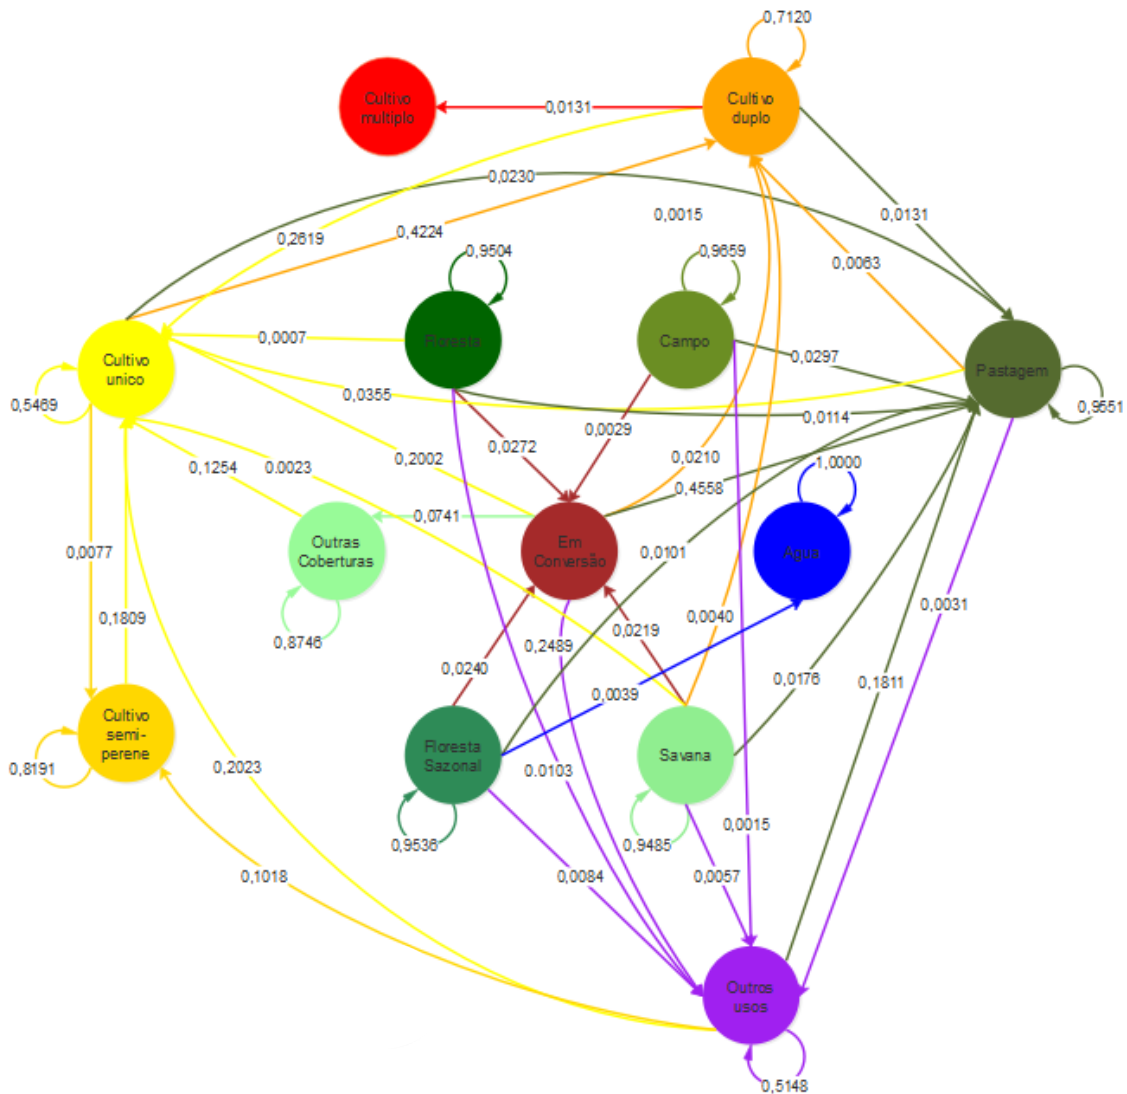 0,7120
Cultivo
multiplo
0,0131
Cultivo
duplo
0,0230
0,0015
0,0131
0,2619
0,4224
0,9504
0,9659
0,0063
Cultivo
unico
0,0007
Floresta
Campo
0,0297
Pastagem
0,5469
0,0355
0,0114
0,9551
0,0272
0,0029
0,1254
0,0023
0,2002
0,0210
1,0000
0,4558
0,0741
Outras
Coberturas
Em
Conversão
Agua
0,0077
0,0101
0,1809
0,8746
0,2489
0,0219
0,0040
0,0031
0,0240
0,0039
0,0176
0,1811
Cultivo
semi-
perene
Floresta
Sazonal
Savana
0,8191
0,2023
0.0103
0,9536
0,9485
0,0015
0,1018
0,0084
0,0057
Outros
usos
0,5148